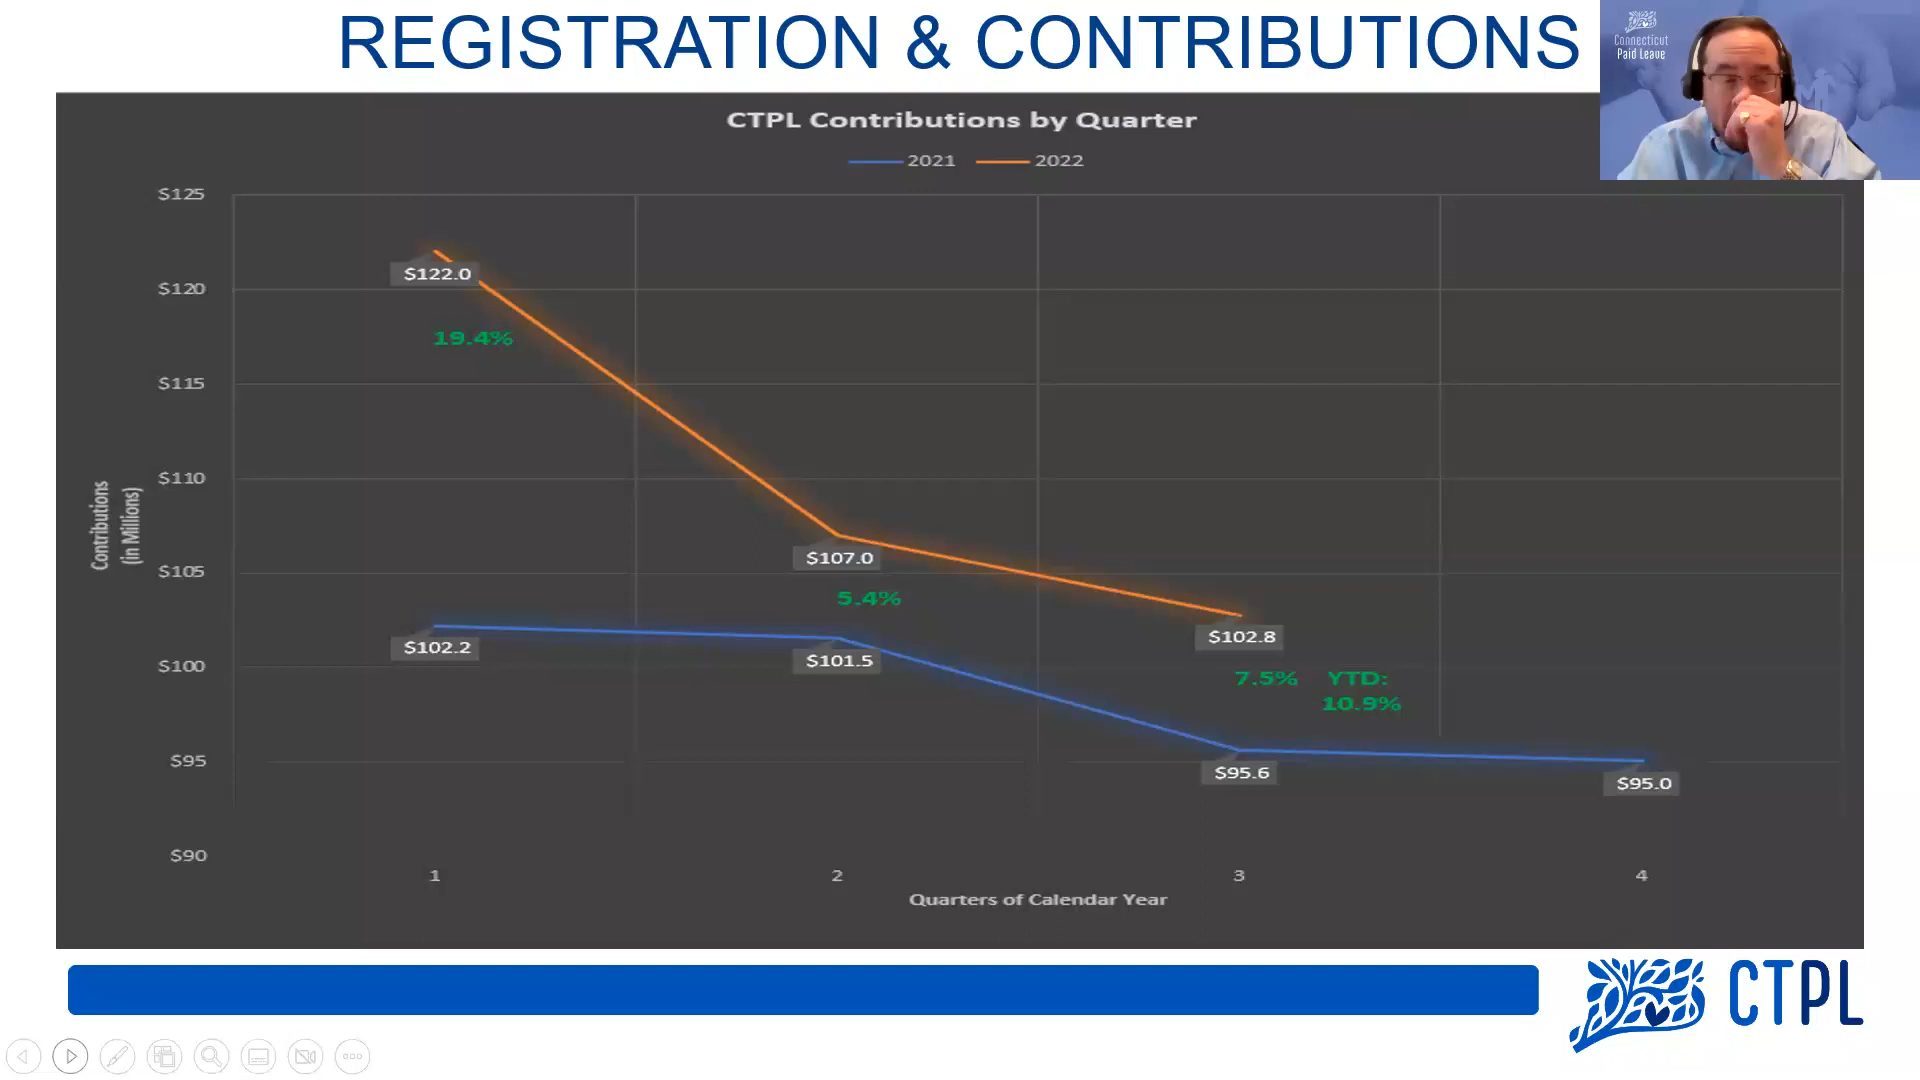 REGISTRATION & CONTRIBUTIONS
Connecticut
Paid Leave
CTPL Contributions by Quarter
2021 2022
$125
$122.0
$120
19.4%
$115
$110
Contributions
(in Millions)
$107.0
$105
5.4%
$102.8
$102.2
$101.5
$100
7.5% YTD:
10.9%
$95
$95.6
$95.0
$90
1 2 3 4
Quarters of Calendar Year
CTPL